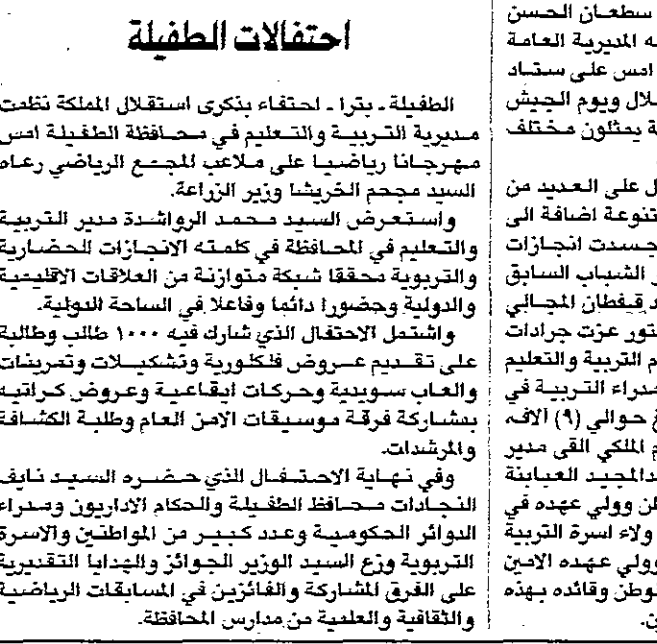 احتفالات الطفيلة
الطفيلة ـ بترا ـ احتفاء بذكرى استقلال المملكة نظمت
مديرية التربية والتعليم في محافظة الطفيلة امس
مهرجانا رياضيا على ملاعب المجمع الرياضي رعاه
السيد مجحم الخريشا وزير الزراعة.
واستعرض السيد محمد الرواشدة مدير التربية
والتعليم في المحافظة في كلمته الانجازات الحضارية
والتربوية محققا شبكة متوازنة من العلاقات الاقليمية
والدولية وحضورا دائما وفاعلا في الساحة الدولية.
واشتمل الاحتفال الذي شارك فيه ١٠٠٠ طالب وطالبة
على تقديم عروض فلكلورية وتشكيلات وتمرينات
والعاب سويدية وحركات ايقاعية وعروض كراتيه
بمشاركة فرقة موسيقات الامن العام وطلبة الكشافة
والمرشدات.
وفي نهاية الاحتفال الذي حضره السيد نايف
النجادات محافظ الطفيلة والحكام الاداريون ومدراء
الدوائر الحكومية وعدد كبير من المواطنين والاسرة
التربوية وزع السيد الوزير الجوائز والهدايا التقديرية
على الفرق المشاركة والفائزين في المسابقات الرياضية
والثقافية والعلمية من مدارس المحافظة.
سطعان الحسن
ه المديرية العامة
امس على ستاد
لال ويوم الجيش
ة يمثلون مختلف
ل على العديد من
تنوعة اضافة الى
جسدت انجازات
ر الشباب السابق
د قفطان المجالي
تور عزت جرادات
م التربية والتعليم
مدراء التربية في
غ حوالي (٩) الاف
م الملكي القى مدير
دالمجيد العبابنة
طن وولي عهده في
ولاء اسرة التربية
وولي عهده الامين
لوطن وقائده بهذه
ن.